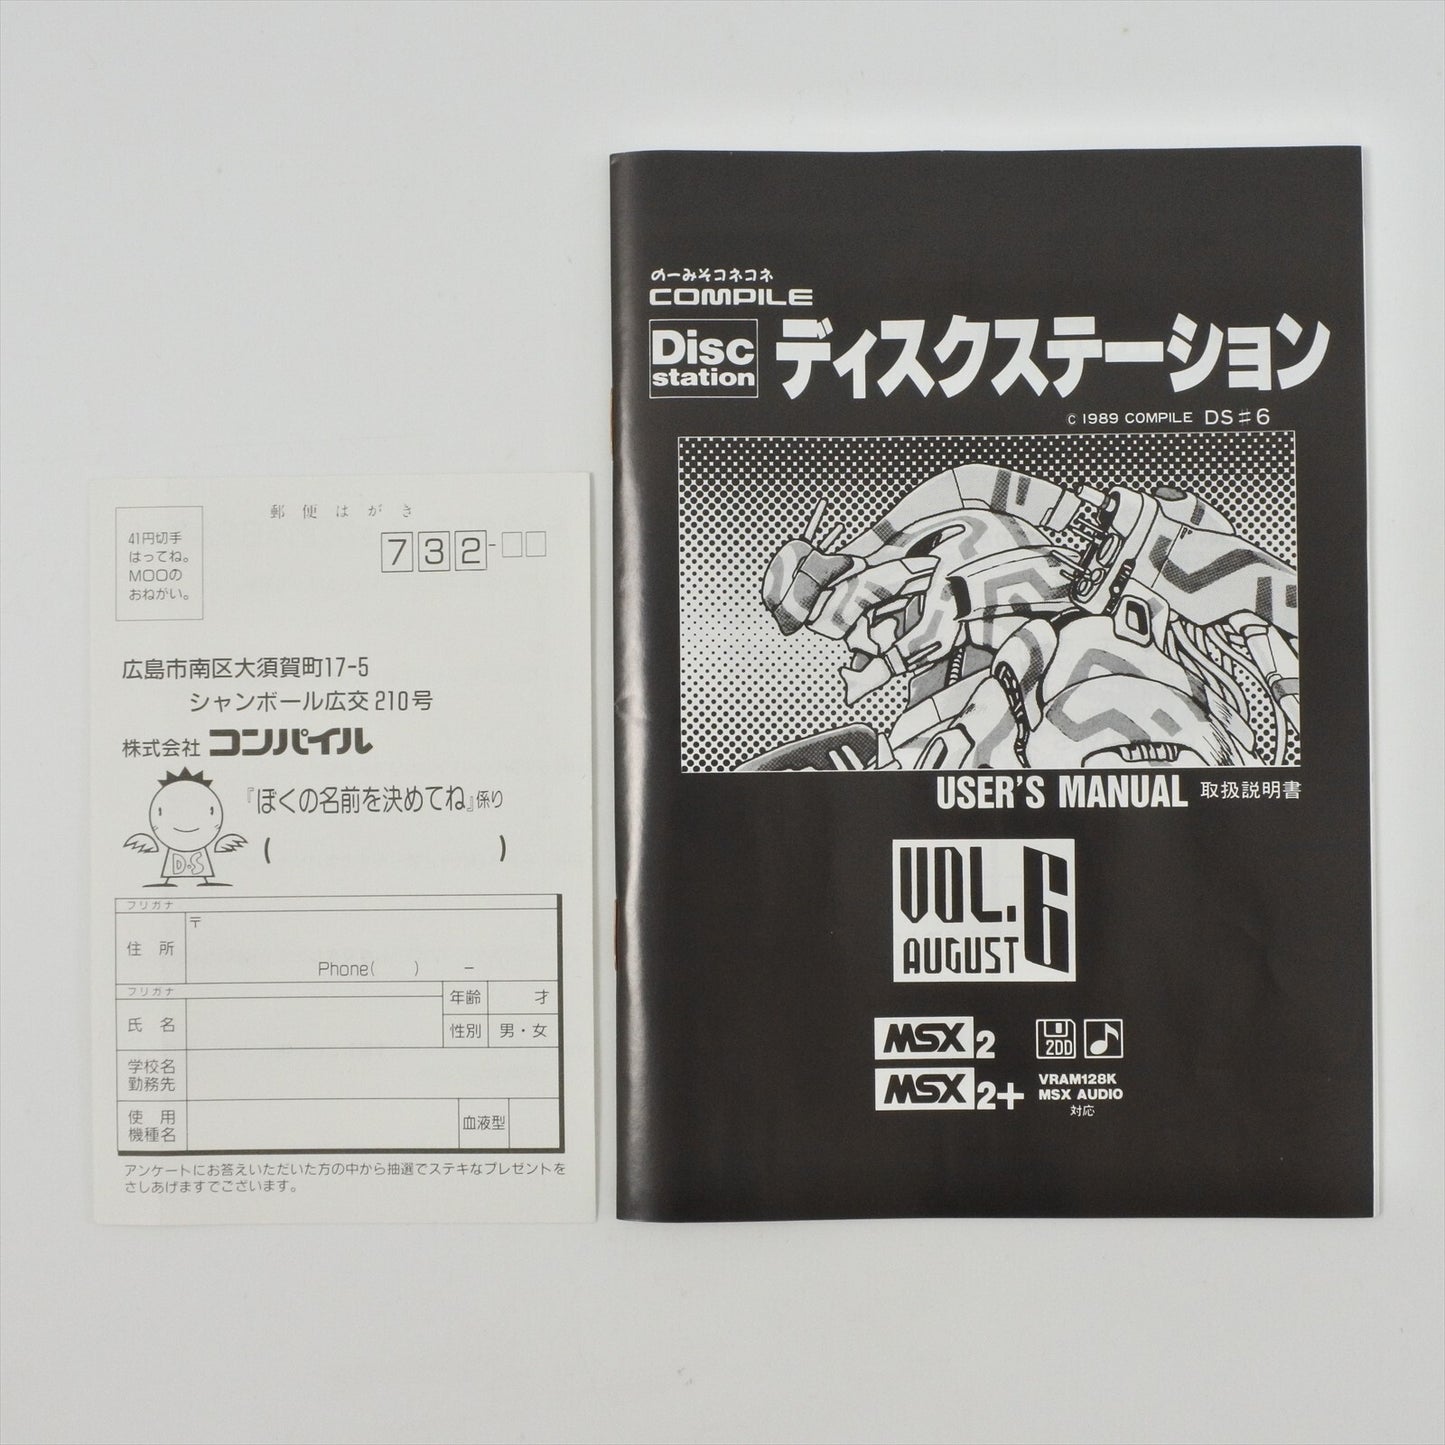 郵便はがき
41円切手
はってね。
MOOの
おねがい。
732-
広島市南区大須賀町17-5
シャンボール広交210号
株式会社 コンパイル
『ぼくの名前を決めてね』係り
( )
D・S
フリガナ
住 所
〒
Phone( ) -
フリガナ
氏 名
年齢 才
性別 男・女
学校名
勤務先
使 用
機種名
血液型
アンケートにお答えいただいた方の中から抽選でステキなプレゼントを
さしあげますでございます。
のーみそコネコネ
COMPILE
Disc
station
ディスクステーション
© 1989 COMPILE DS♯6
USER'S MANUAL 取扱説明書
VOL. 6
AUGUST
MSX 2
MSX 2+
2DD
VRAM128K
MSX AUDIO
対応